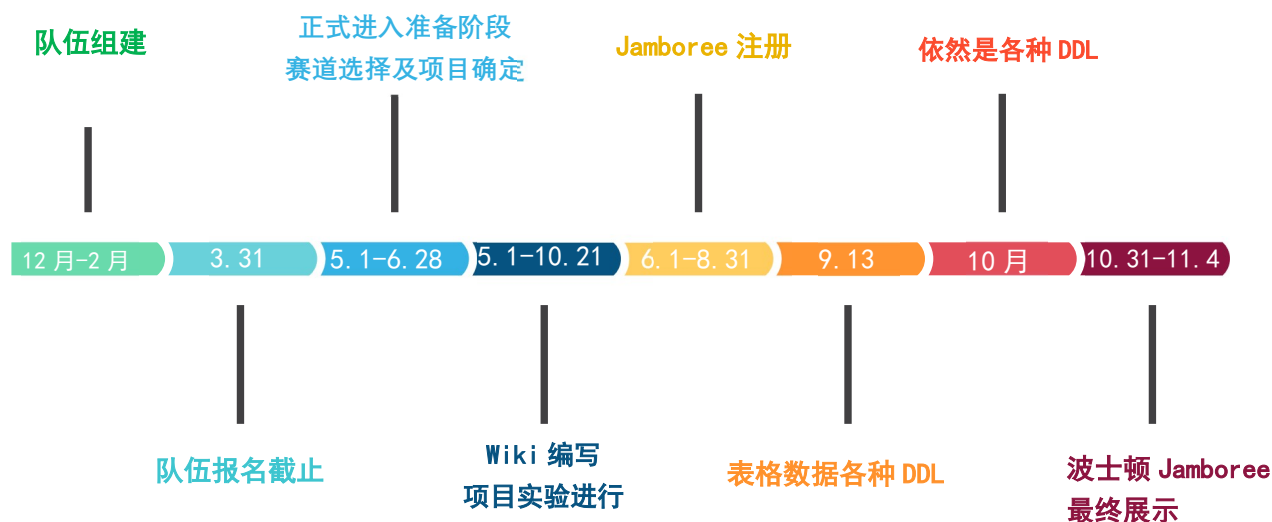 队伍组建
正式进入准备阶段
赛道选择及项目确定
Jamboree 注册
依然是各种 DDL
12 月-2 月
3.31
5.1-6.28
5.1-10.21
6.1-8.31
9.13
10 月
10.31-11.4
队伍报名截止
Wiki 编写
项目实验进行
表格数据各种 DDL
波士顿 Jamboree
最终展示